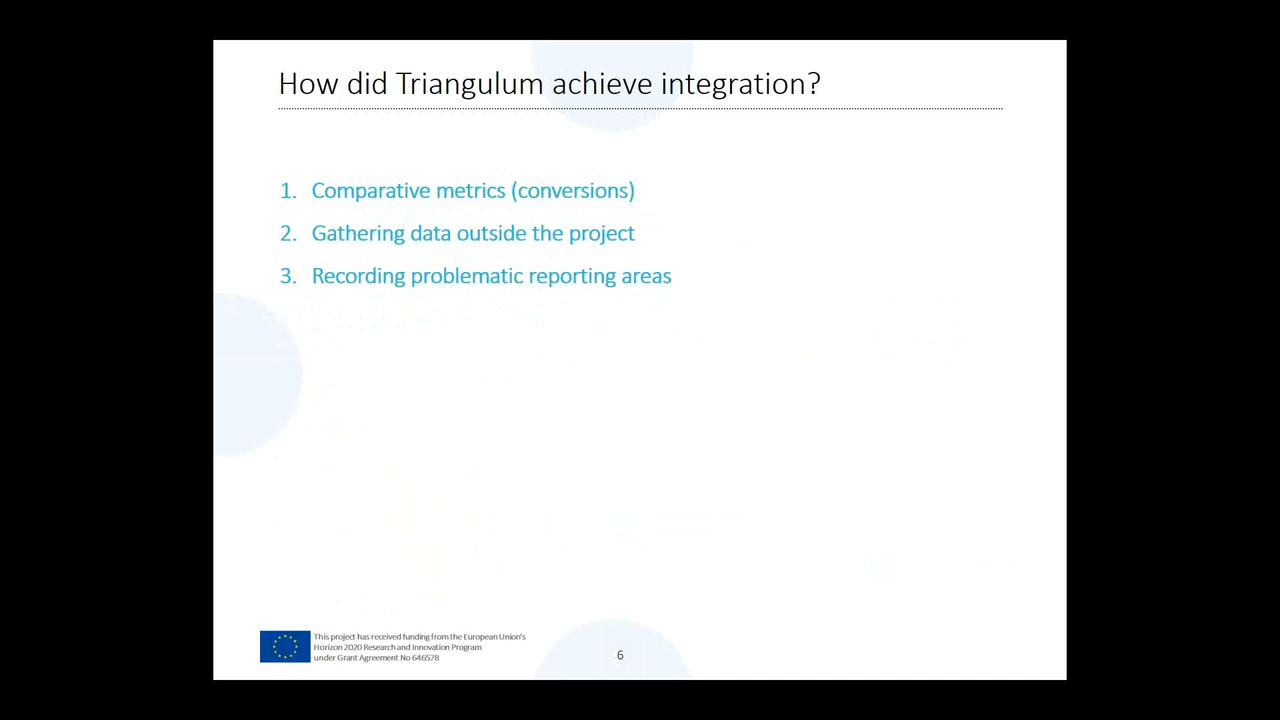 How did Triangulum achieve integration?
1. Comparative metrics (conversions)
2. Gathering data outside the project
3. Recording problematic reporting areas
This project has received funding from the European Union's
Horizon 2020 Research and Innovation Program
under Grant Agreement No 646578
6